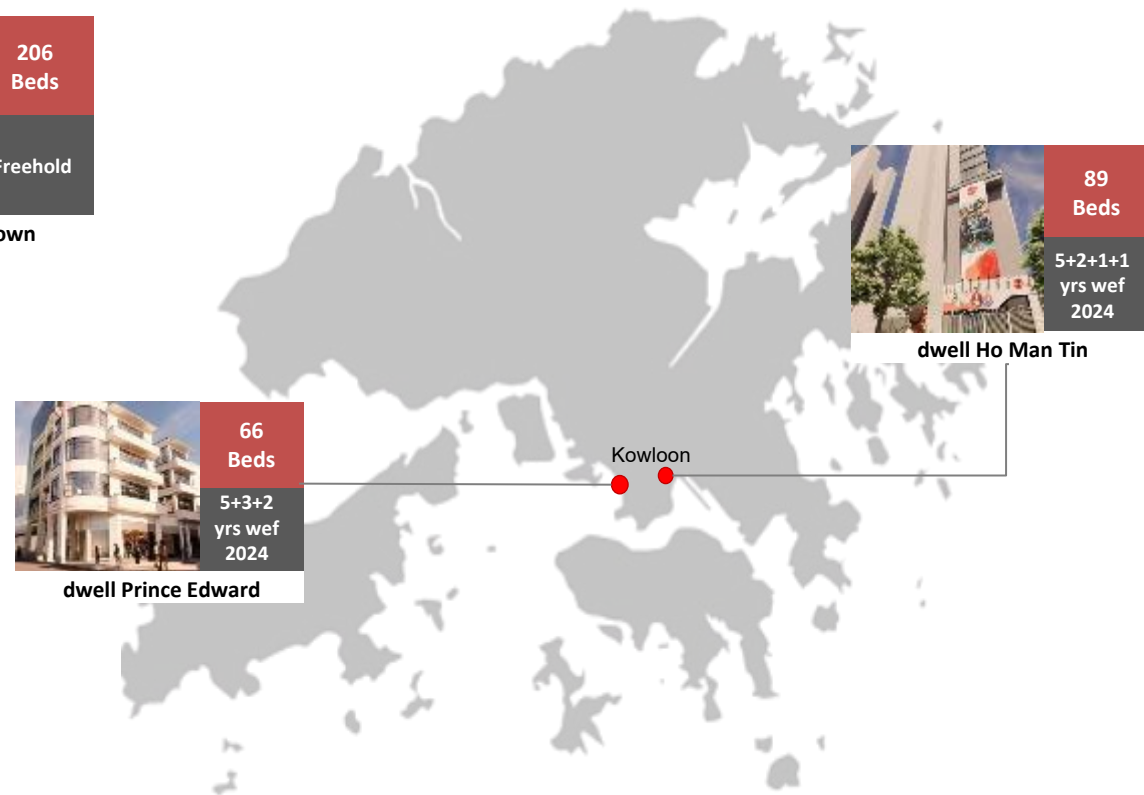 206
Beds
Freehold
own
89
Beds
5+2+1+1
yrs wef
2024
dwell Ho Man Tin
Kowloon
66
Beds
5+3+2
yrs wef
2024
dwell Prince Edward